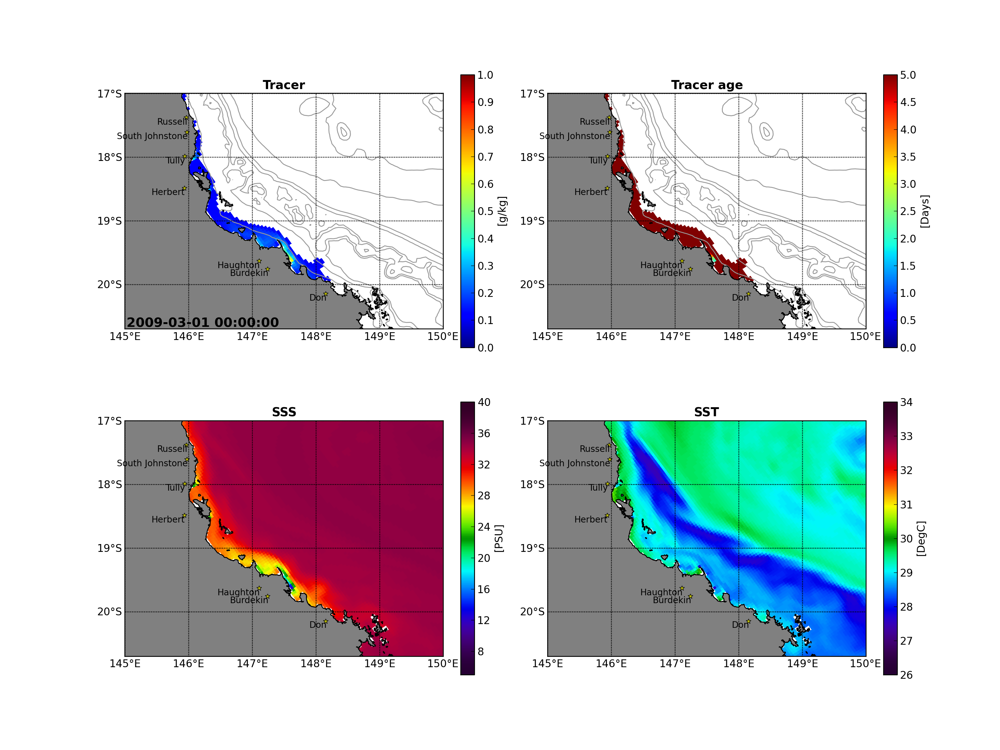 Tracer
17°S
18°S
19°S
20°S
Russell
South Johnstone
Tully
Herbert
Haughton
Burdekin
Don
2009-03-01 00:00:00
145°E 146°E 147°E 148°E 149°E 150°E
1.0
0.9
0.8
0.7
0.6
0.5
0.4
0.3
0.2
0.1
0.0
[g/kg]
Tracer age
17°S
18°S
19°S
20°S
Russell
South Johnstone
Tully
Herbert
Haughton
Burdekin
Don
145°E 146°E 147°E 148°E 149°E 150°E
5.0
4.5
4.0
3.5
3.0
2.5
2.0
1.5
1.0
0.5
0.0
[Days]
SSS
17°S
18°S
19°S
20°S
Russell
South Johnstone
Tully
Herbert
Haughton
Burdekin
Don
145°E 146°E 147°E 148°E 149°E 150°E
40
36
32
28
24
20
16
12
8
[PSU]
SST
17°S
18°S
19°S
20°S
Russell
South Johnstone
Tully
Herbert
Haughton
Burdekin
Don
145°E 146°E 147°E 148°E 149°E 150°E
34
33
32
31
30
29
28
27
26
[DegC]